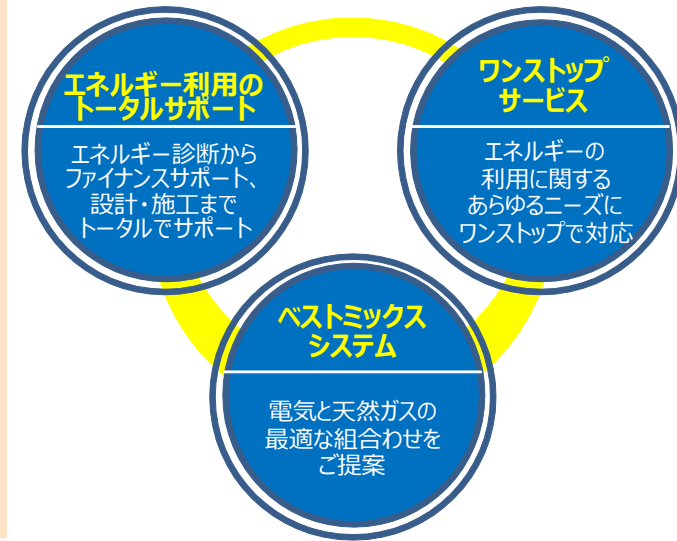 エネルギー利用の
トータルサポート
エネルギー診断から
ファイナンスサポート、
設計・施工まで
トータルでサポート
ワンストップ
サービス
エネルギーの
利用に関する
あらゆるニーズに
ワンストップで対応
ベストミックス
システム
電気と天然ガスの
最適な組合わせを
ご提案